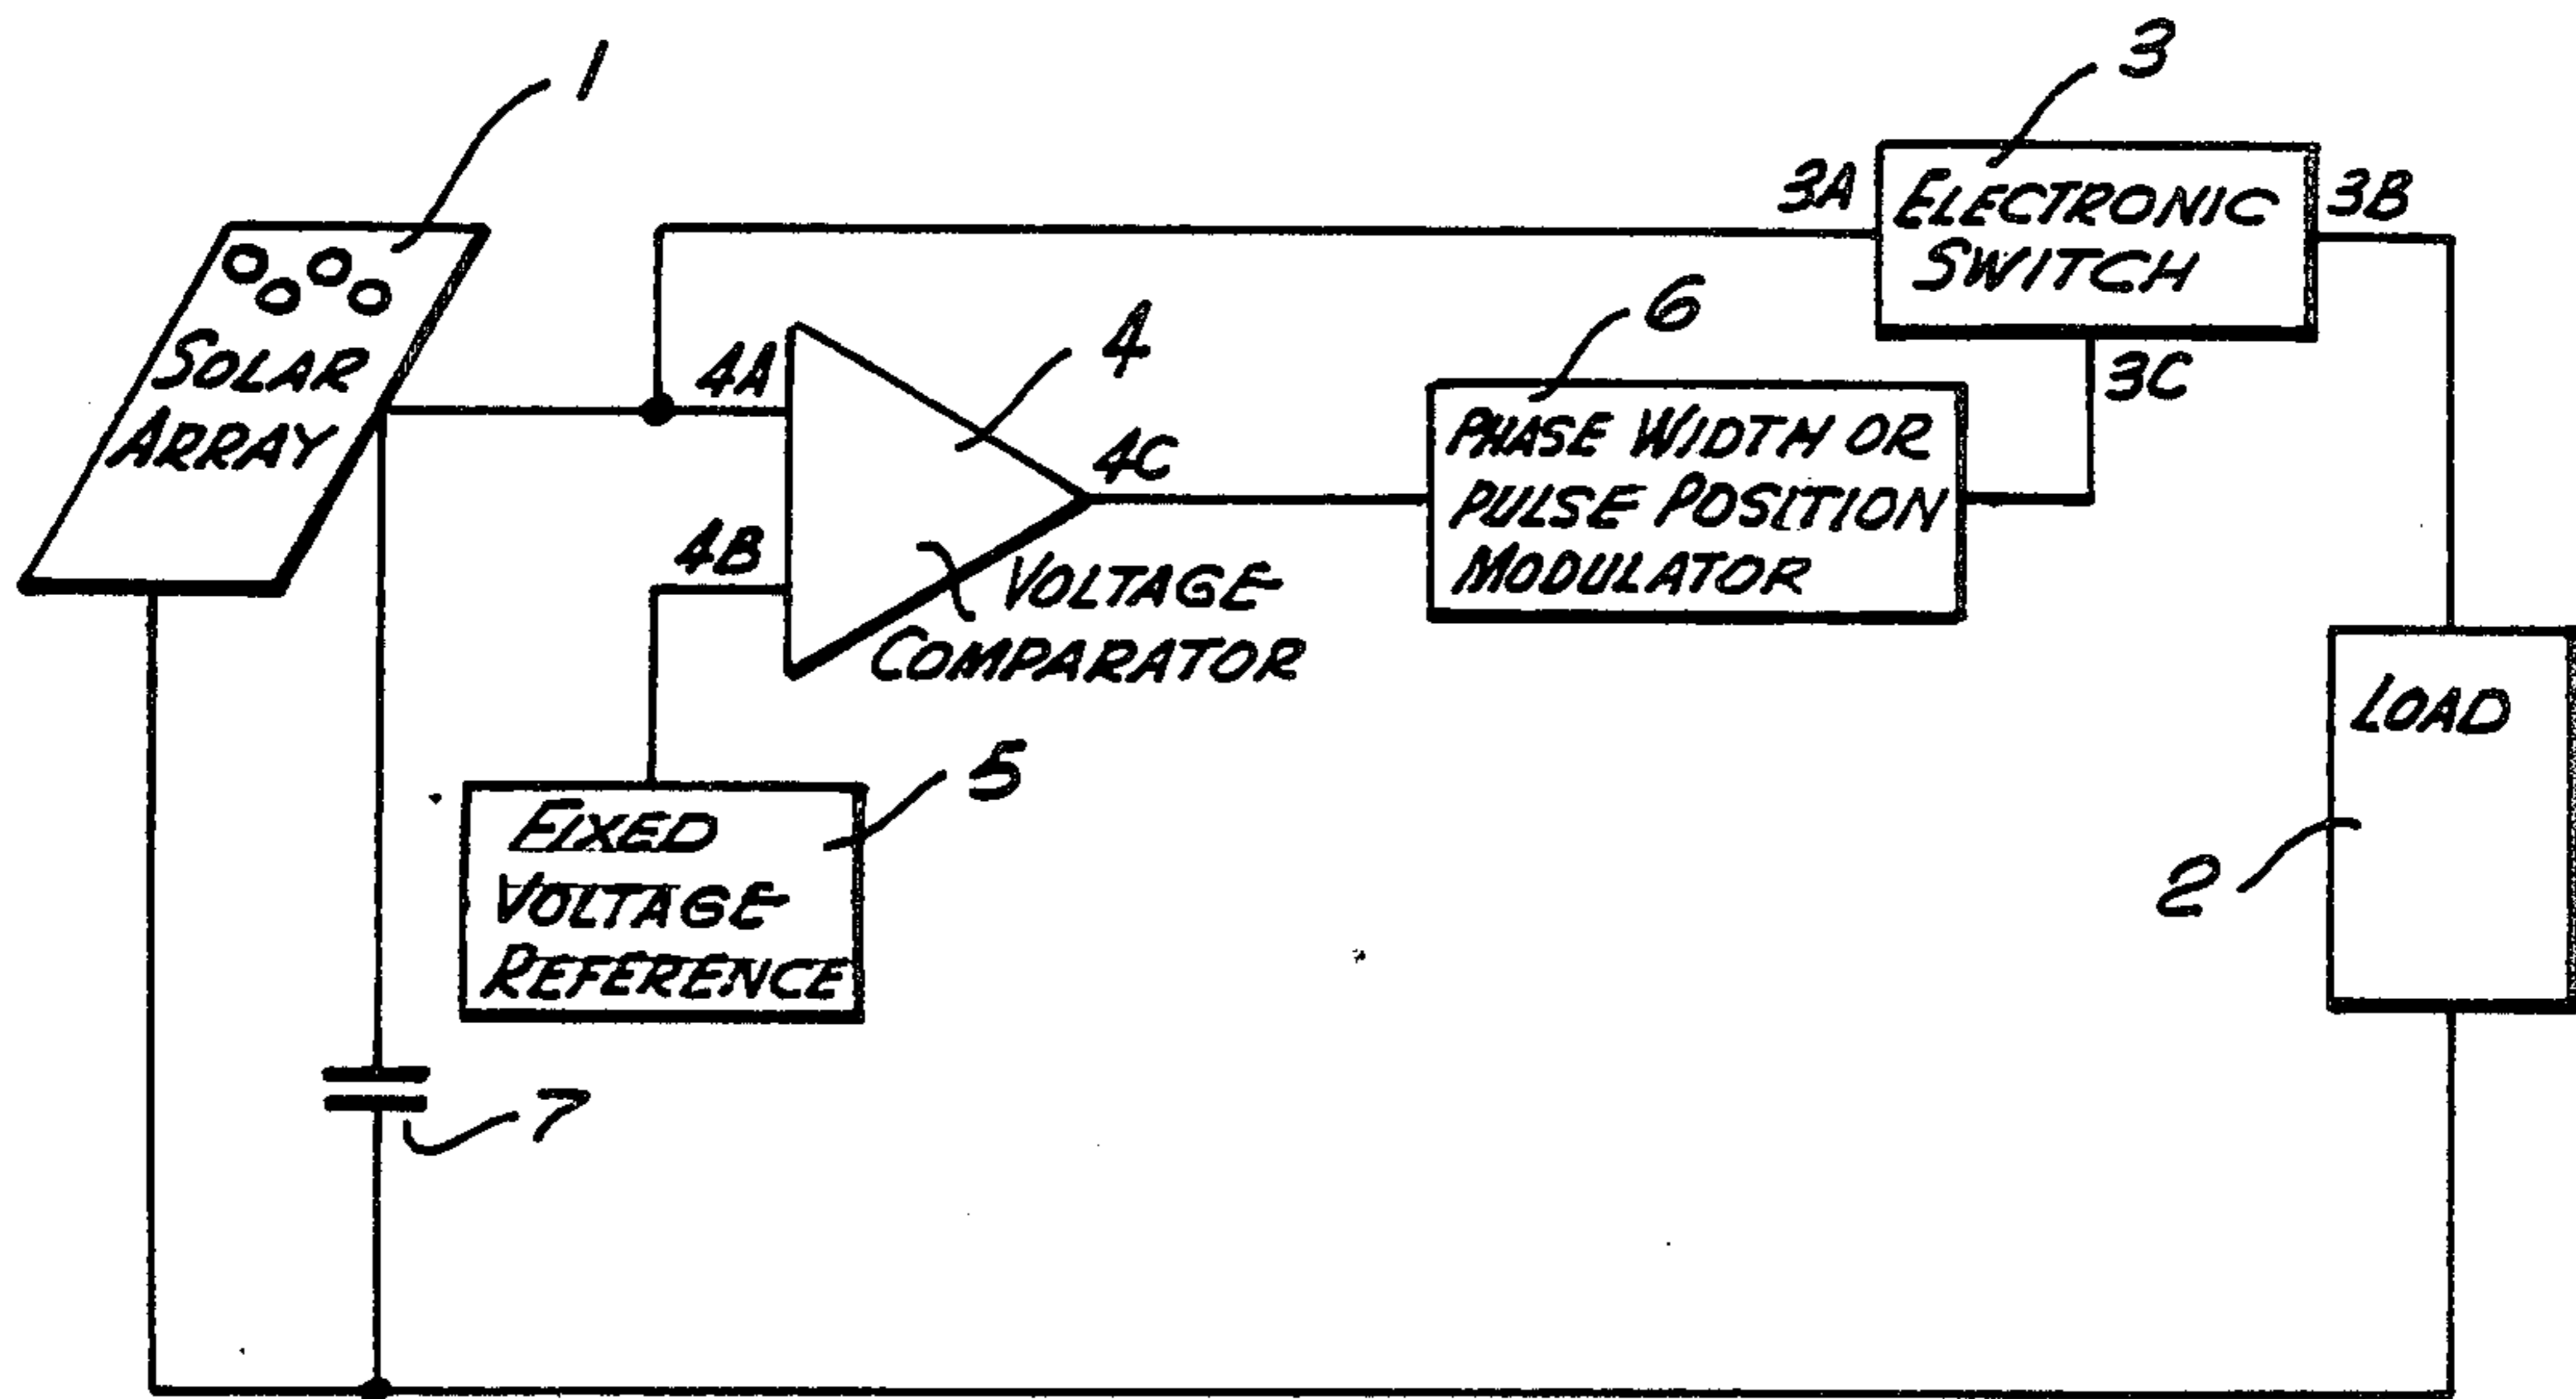 1
SOLAR
ARRAY
3
3A
ELECTRONIC
SWITCH
3B
3C
4A
4
4B
4C
VOLTAGE
COMPARATOR
6
PHASE WIDTH OR
PULSE POSITION
MODULATOR
5
FIXED
VOLTAGE
REFERENCE
LOAD
2
7